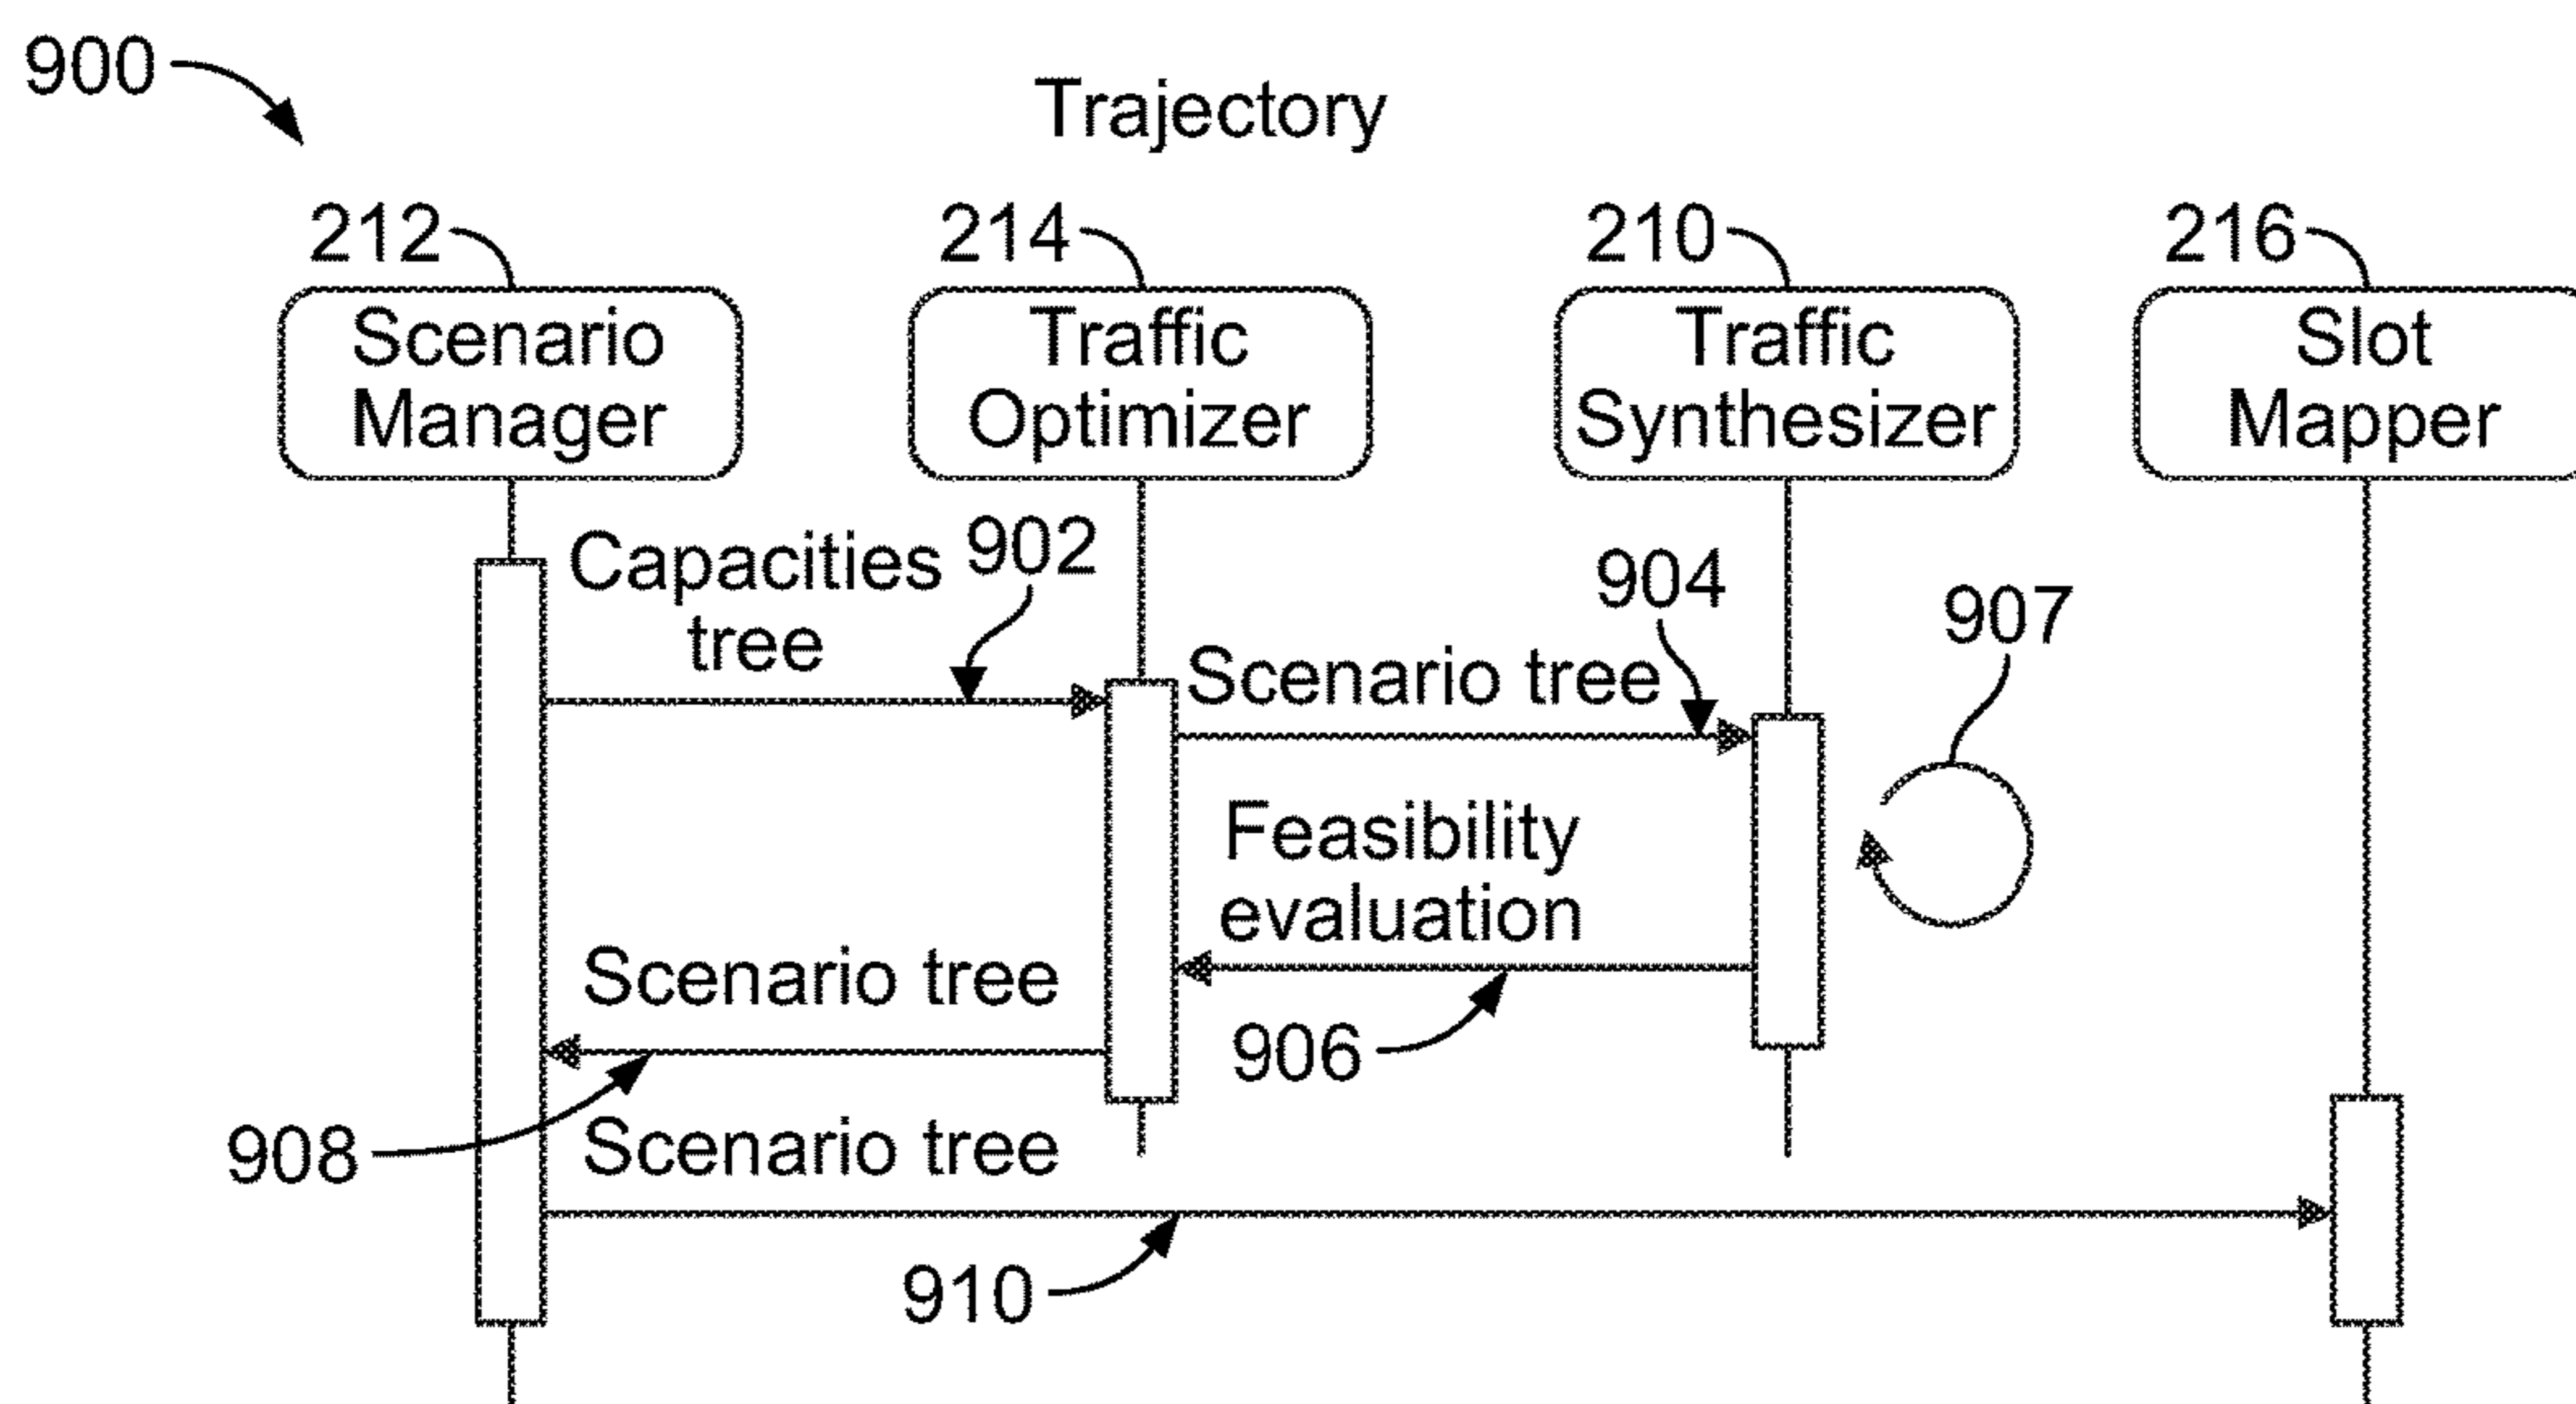 900
Trajectory
212
214
210
216
Scenario
Manager
Traffic
Optimizer
Traffic
Synthesizer
Slot
Mapper
Capacities
tree
902
904
907
Scenario tree
Feasibility
evaluation
906
Scenario tree
908
Scenario tree
910